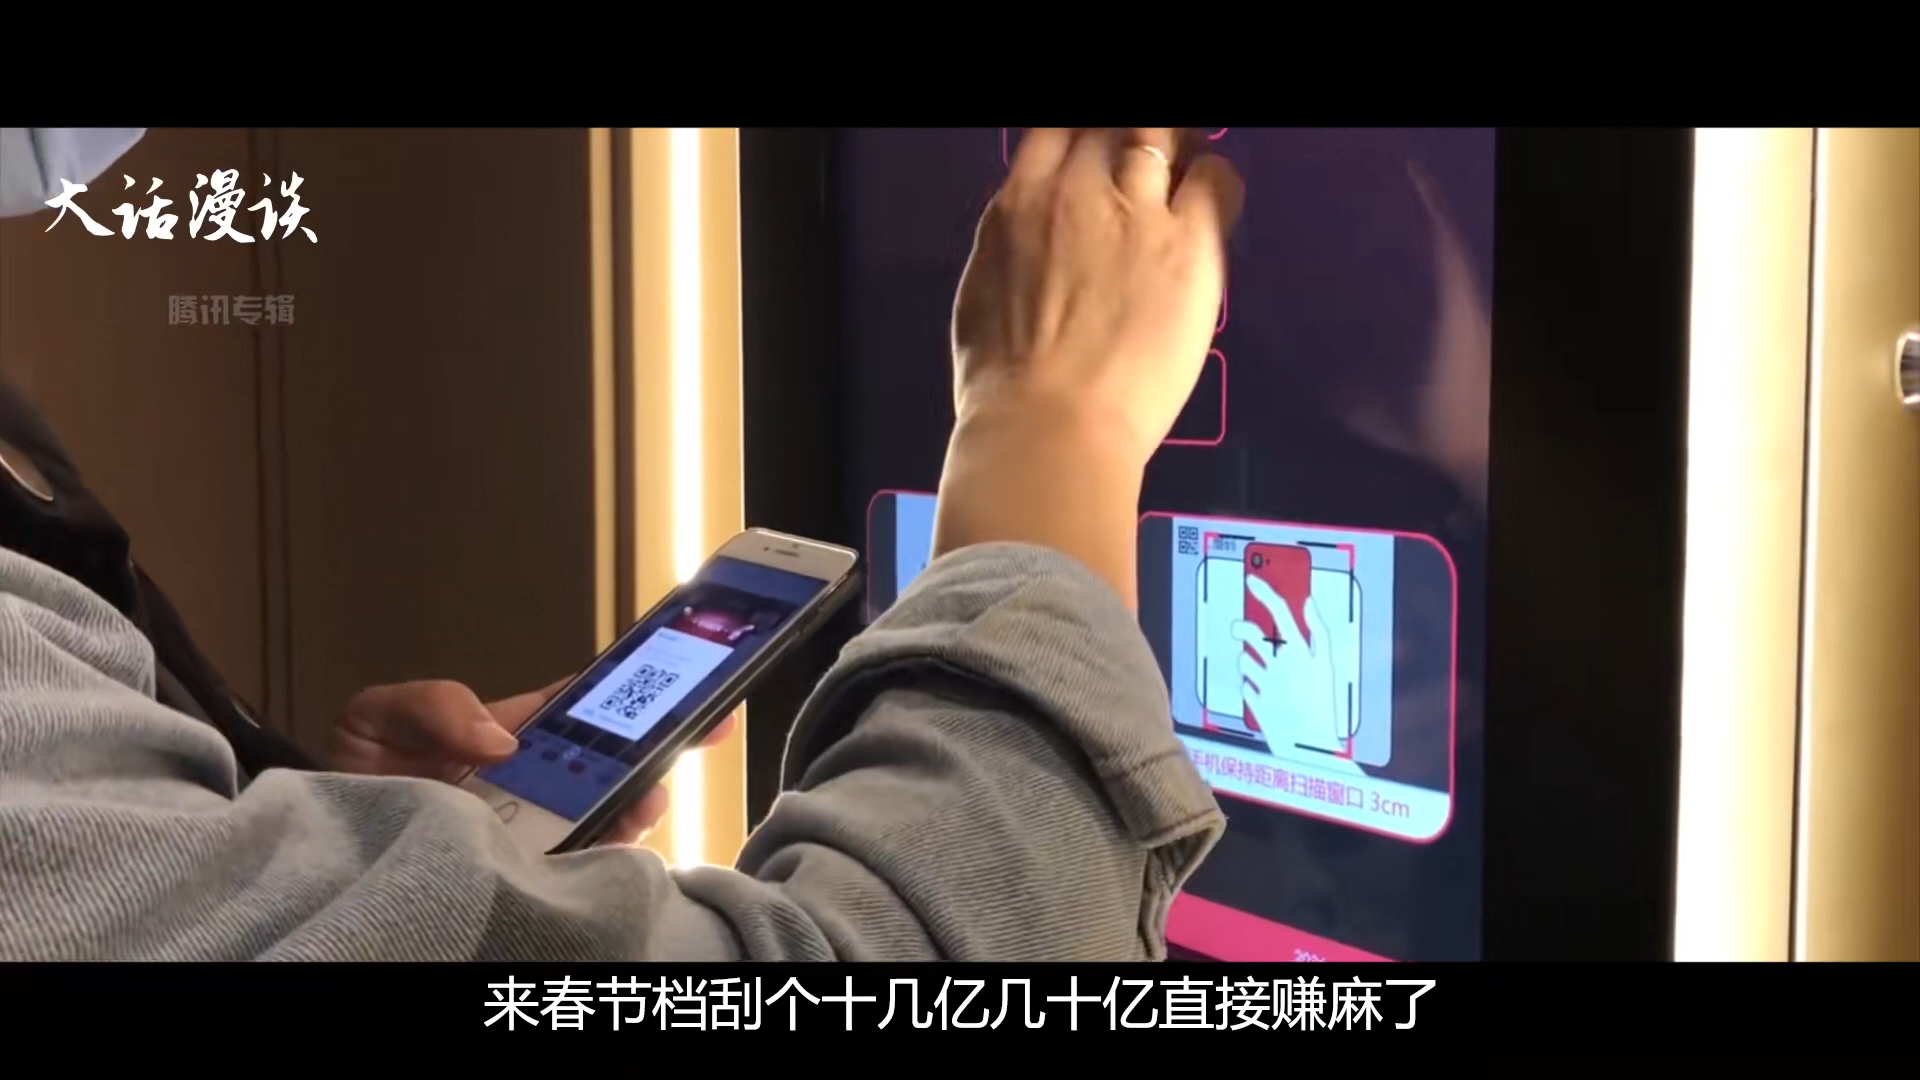 大话漫谈
腾讯专辑
手机保持距离扫描窗口 3cm
来春节档刮个十几亿几十亿直接赚麻了